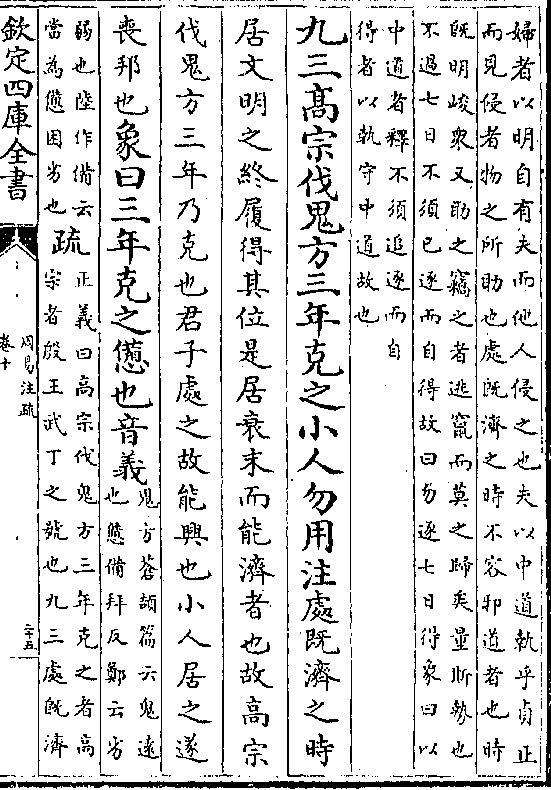 婦者以明自有夫而他人侵之也夫以中道執乎貞正
而見侵者物之所助也處既濟之時不容邪道者也時
既明峻衆又助之竊之者逃竄而莫之歸矣量斯勢也
不過七日不須已逐而自得故曰勿逐七日得象曰以
中道者釋不須追逐而自
得者以執守中道故也
九三髙宗伐鬼方三年克之小人勿用注處既濟之時
居文明之終履得其位是居衰末而能濟者也故高宗
伐鬼方三年乃克也君子處之故能興也小人居之遂
喪邦也象曰三年克之憊也音義
鬼方蒼頡篇云鬼遠
也憊備拜反鄭云劣
弱也陸作備云
當為憊困劣也
疏
正義曰高宗伐鬼方三年克之者高
宗者殷王武丁之號也九三處既濟
欽定四庫全書
周易注疏
卷十
二十五